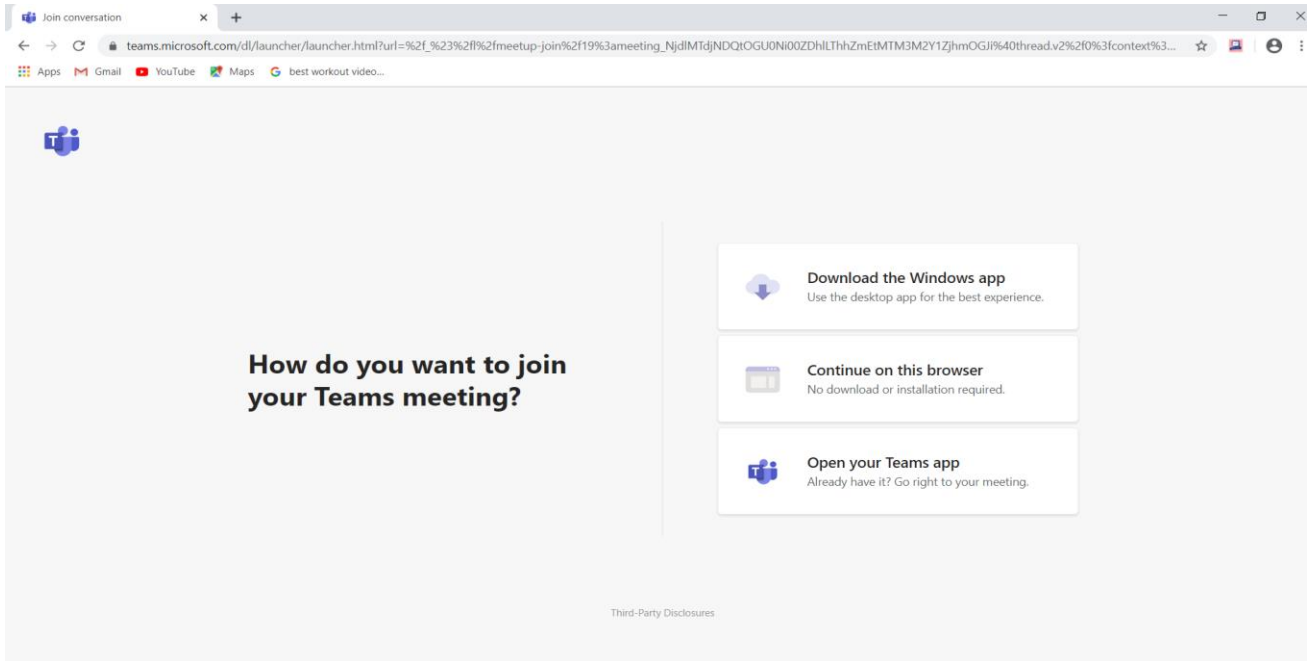 Join conversation
teams.microsoft.com/dl/launcher/launcher.html?url=%2f_%23%2fl%2fmeetup-join%2f19%3ameeting_NjdlMTdjNDQtOGU0Ni00ZDhlLThhZmEtMTM3M2Y1ZjhmOGJi%40thread.v2%2f0%3fcontext%3...
Apps Gmail YouTube Maps best workout video...
Download the Windows app
Use the desktop app for the best experience.
How do you want to join
your Teams meeting?
Continue on this browser
No download or installation required.
Open your Teams app
Already have it? Go right to your meeting.
Third-Party Disclosures